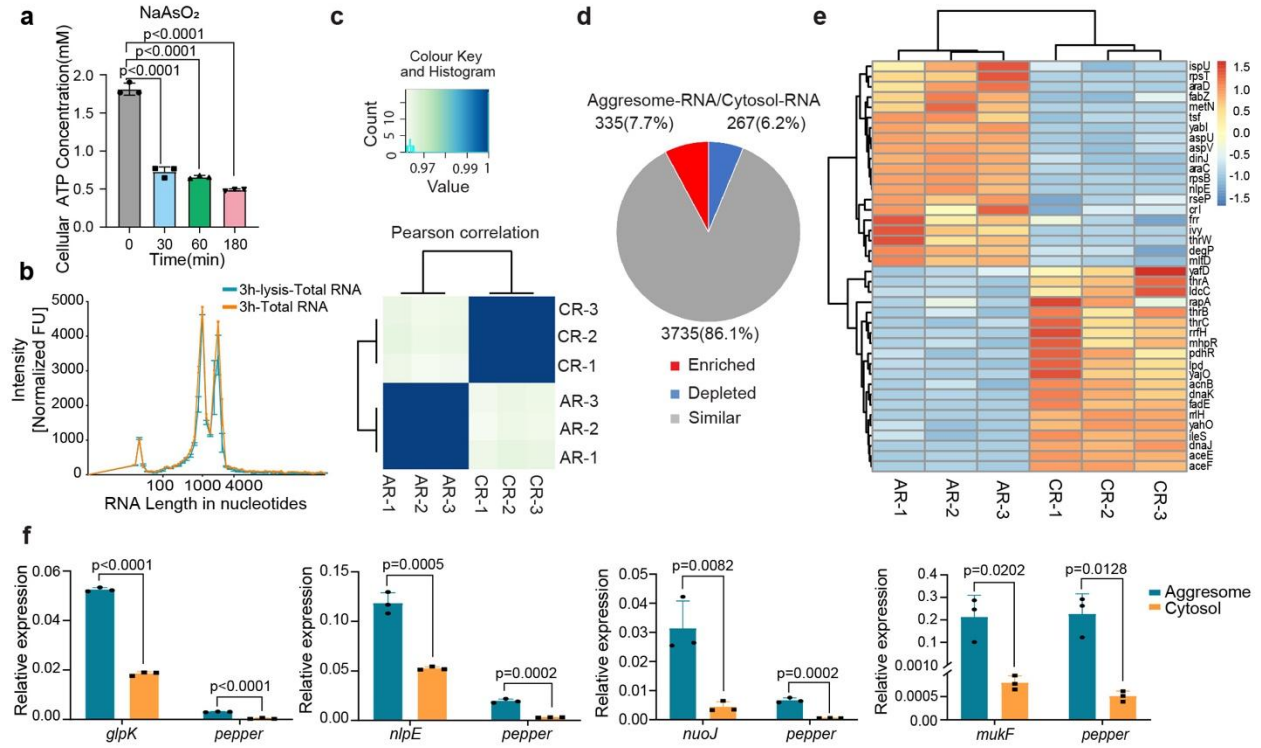 a
NaAsO₂
p<0.0001
p<0.0001
p<0.0001
Cellular ATP Concentration(mM)
2.0
1.5
1.0
0.5
0.0
0 30 60 180
Time(min)
b
3h-lysis-Total RNA
3h-Total RNA
Intensity
[Normalized FU]
5000
4000
3000
2000
1000
0
100 1000 4000
RNA Length in nucleotides
c
Colour Key
and Histogram
Count
0 5 10
0.97 0.99 1
Value
Pearson correlation
CR-3
CR-2
CR-1
AR-3
AR-2
AR-1
AR-1 AR-2 AR-3 CR-1 CR-2 CR-3
d
Aggresome-RNA/Cytosol-RNA
335(7.7%) 267(6.2%)
3735(86.1%)
Enriched
Depleted
Similar
e
ispU
rpsT
araD
fabZ
metN
tsf
yabI
aspU
aspV
dinJ
araC
rpsB
nlpE
rseP
crl
frr
ivy
thrW
degP
mltD
yafD
thrA
ldcC
rapA
thrB
thrC
rrfH
mhpR
pdhR
lpd
yajO
acnB
dnaK
fadE
rrlH
yahO
ileS
dnaJ
aceE
aceF
1.5
1.0
0.5
0.0
-0.5
-1.0
-1.5
AR-1 AR-2 AR-3 CR-1 CR-2 CR-3
f
Relative expression
0.06
0.04
0.02
0.00
p<0.0001
p<0.0001
glpK pepper
Relative expression
0.15
0.10
0.05
0.00
p=0.0005
p=0.0002
nlpE pepper
Relative expression
0.05
0.04
0.03
0.02
0.01
0.00
p=0.0082
p=0.0002
nuoJ pepper
Relative expression
0.4
0.3
0.2
0.1
0.0010
0.0005
0.00
p=0.0202
p=0.0128
mukF pepper
Aggresome
Cytosol